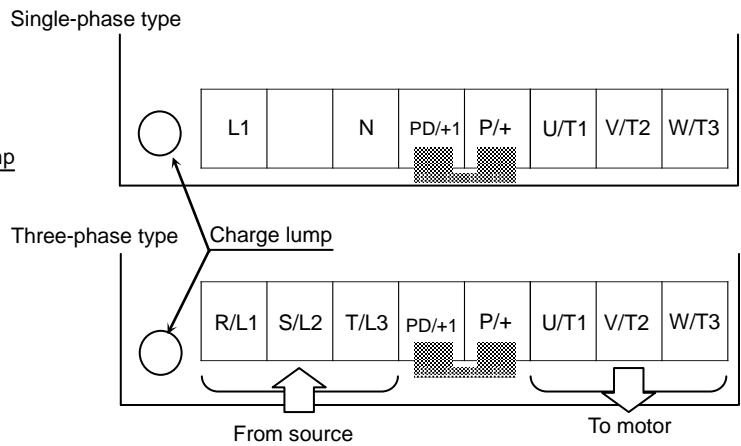 Single-phase type
L1 N PD/+1 P/+ U/T1 V/T2 W/T3
Three-phase type Charge lump
R/L1 S/L2 T/L3 PD/+1 P/+ U/T1 V/T2 W/T3
From source To motor